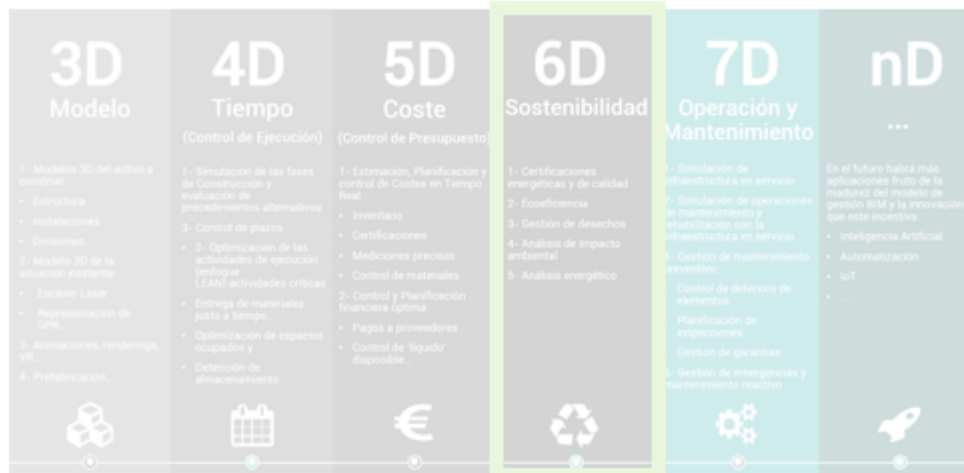 3D
Modelo
1- Modelos 3D del activo a
construir
• Estructura
• Instalaciones
• Divisiones...
2- Modelo 3D de la
situación existente
• Escáner Laser
• Representación de
GPR...
3- Animaciones, renderings,
VR...
4- Prefabricación...
4D
Tiempo
(Control de Ejecución)
1- Simulación de las fases
de Construcción y
evaluación de
procedimientos alternativos
3- Control de plazos
• 2- Optimización de las
actividades de ejecución
(enfoque
LEAN) actividades críticas
• Entrega de materiales
justo a tiempo...
• Optimización de espacios
ocupados y
• Detección de
almacenamiento
5D
Coste
(Control de Presupuesto)
1- Estimación, Planificación y
control de Costes en Tiempo
Real
• Inventario
• Certificaciones
• Mediciones precisas
• Control de materiales
2- Control y Planificación
financiera óptima:
• Pagos a proveedores
• Control de 'líquido'
disponible...
€
6D
Sostenibilidad
1- Certificaciones
energéticas y de calidad
2- Ecoeficiencia
3- Gestión de desechos
4- Análisis de Impacto
ambiental
5- Análisis energético
7D
Operación y
Mantenimiento
1- Simulación de
infraestructura en servicio
2- Simulación de operaciones
de mantenimiento y
rehabilitación con la
infraestructura en servicio
4- Gestión de mantenimiento
preventivo:
Control de deterioro de
elementos
Planificación de
inspecciones
Gestión de garantías
Gestión de emergencias y
mantenimiento reactivo
nD
...
En el futuro habrá más
aplicaciones fruto de la
madurez del modelo de
gestión BIM y la innovación
que este incentiva:
• Inteligencia Artificial
• Automatización
• IoT
• ...